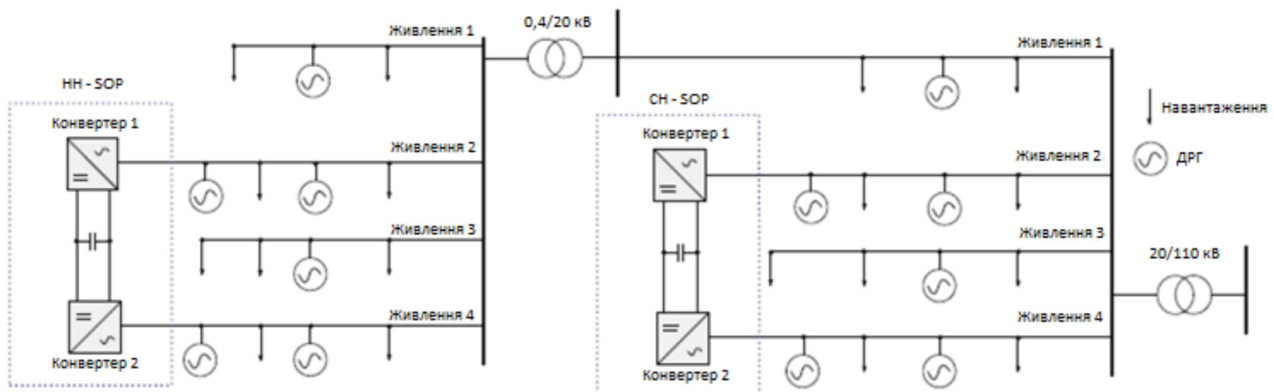 Живлення 1
0,4/20 кВ
Живлення 1
НН - SOP
СН - SOP
Навантаження
Конвертер 1
Конвертер 1
Живлення 2
Живлення 2
ДРГ
Живлення 3
Живлення 3
20/110 кВ
Живлення 4
Живлення 4
Конвертер 2
Конвертер 2